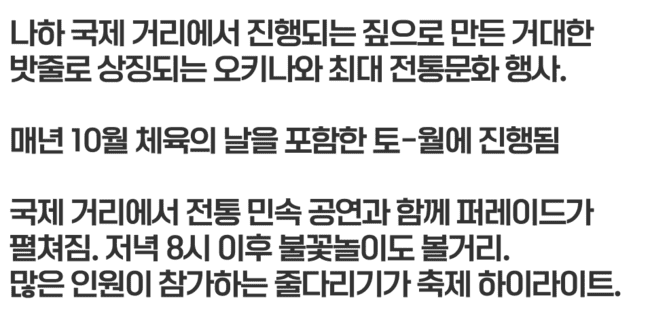 나하 국제 거리에서 진행되는 짚으로 만든 거대한
밧줄로 상징되는 오키나와 최대 전통문화 행사.
매년 10월 체육의 날을 포함한 토-월에 진행됨
국제 거리에서 전통 민속 공연과 함께 퍼레이드가
펼쳐짐. 저녁 8시 이후 불꽃놀이도 볼거리.
많은 인원이 참가하는 줄다리기가 축제 하이라이트.